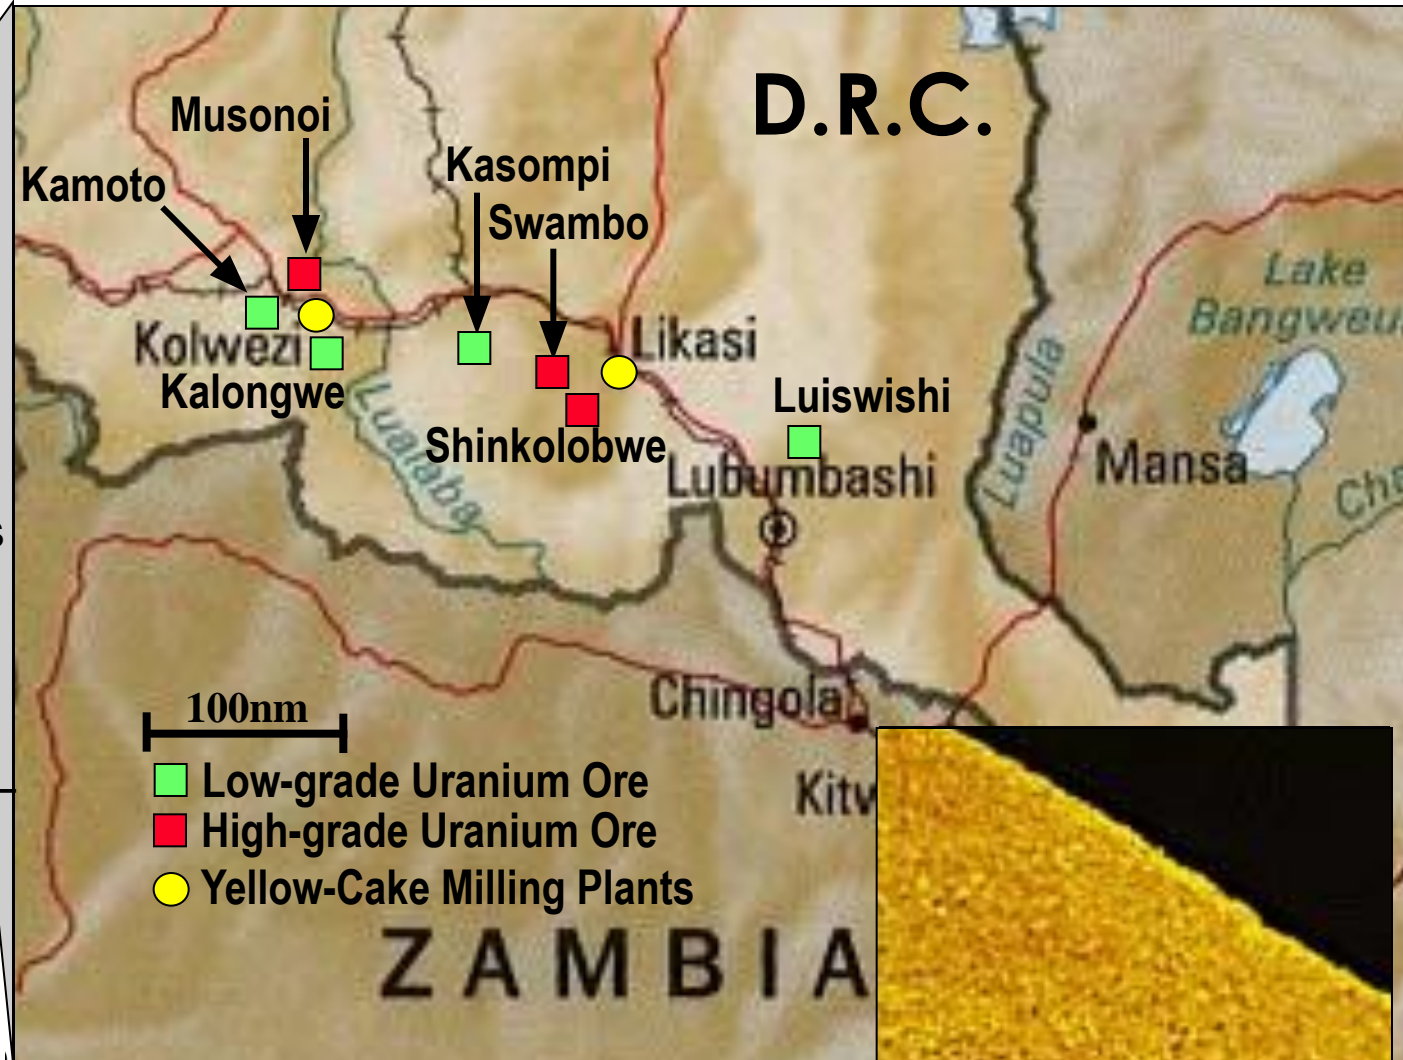 D.R.C.
Musonoi
Kasompi
Kamoto
Swambo
Lake
Bangweu
Kolwezi
Likasi
Kalongwe
Luiswishi
Luapula
Lualaba
Shinkolobwe
Mansa
Lubumbashi
s
Chingola
100nm
Low-grade Uranium Ore
High-grade Uranium Ore
Yellow-Cake Milling Plants
ZAMBIA